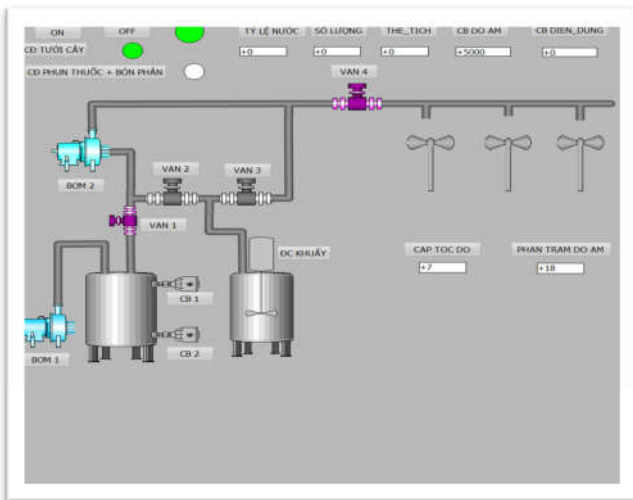 ON
OFF
TỶ LỆ NƯỚC
SỐ LƯỢNG
THE_TICH
CB DO AM
CB DIEN_DUNG
CĐ TƯỚI CÂY
+0
+0
+0
+5000
+0
CĐ PHUN THUỐC + BÓN PHÂN
VAN 4
BƠM 2
VAN 2
VAN 3
VAN 1
ĐC KHUẤY
CAP TOC DO
PHAN TRAM DO AM
+7
+18
CB 1
CB 2
BƠM 1